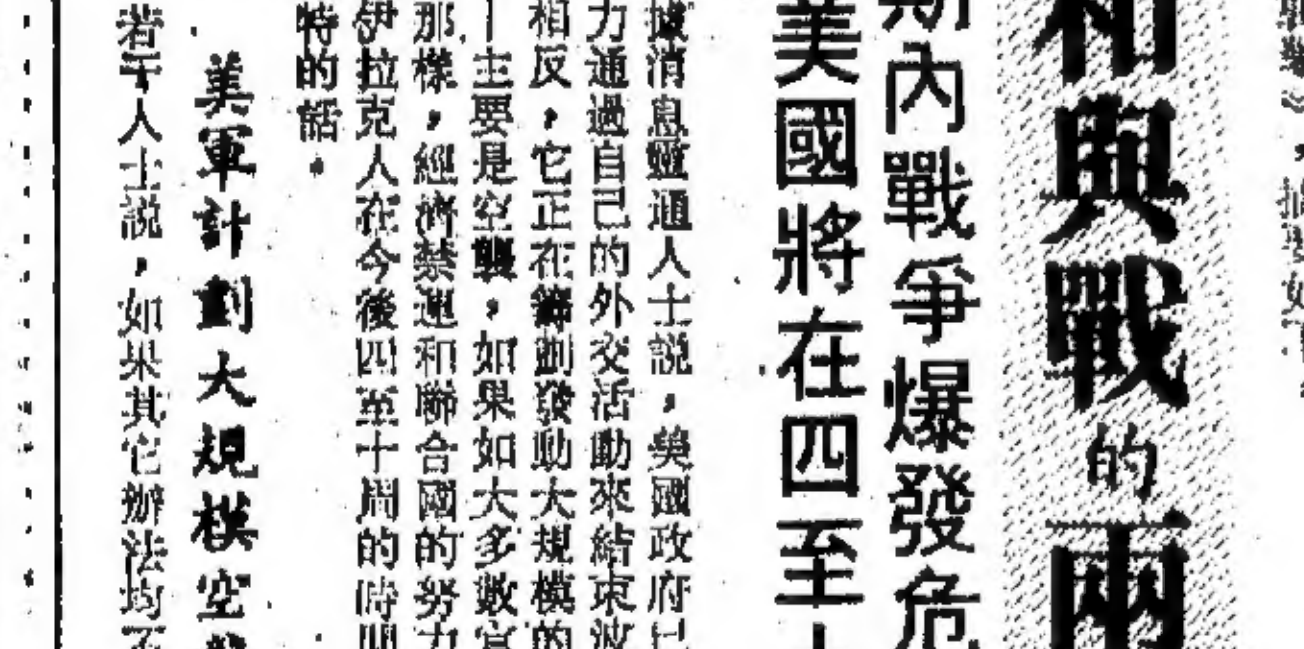 和與戰的兩
斯內戰爭爆發危
美國將在四至十
據消息靈通人士説，美國政府已
力通過自己的外交活動來結束波
相反，它正在籌劃發動大規模的
—主要是空襲，如果如大多數官
那樣，經濟禁運和聯合國的努力
伊拉克人在今後四至十周的時間
特的話。
美軍計劃大規模空
若干人士説，如果其它辦法均不